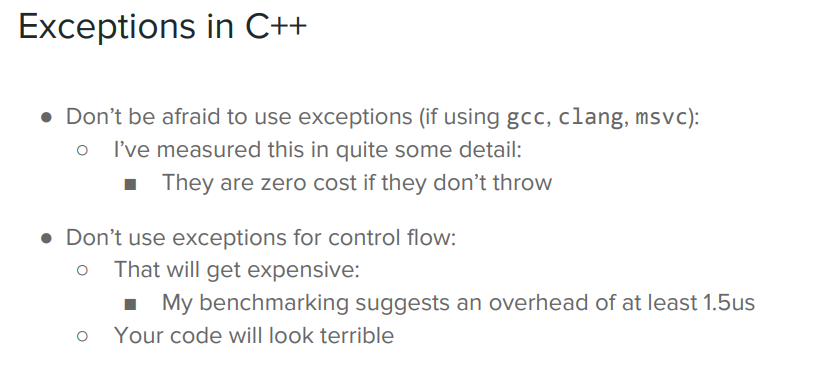 Exceptions in C++
● Don’t be afraid to use exceptions (if using gcc, clang, msvc):
○ I’ve measured this in quite some detail:
■ They are zero cost if they don’t throw
● Don’t use exceptions for control flow:
○ That will get expensive:
■ My benchmarking suggests an overhead of at least 1.5us
○ Your code will look terrible